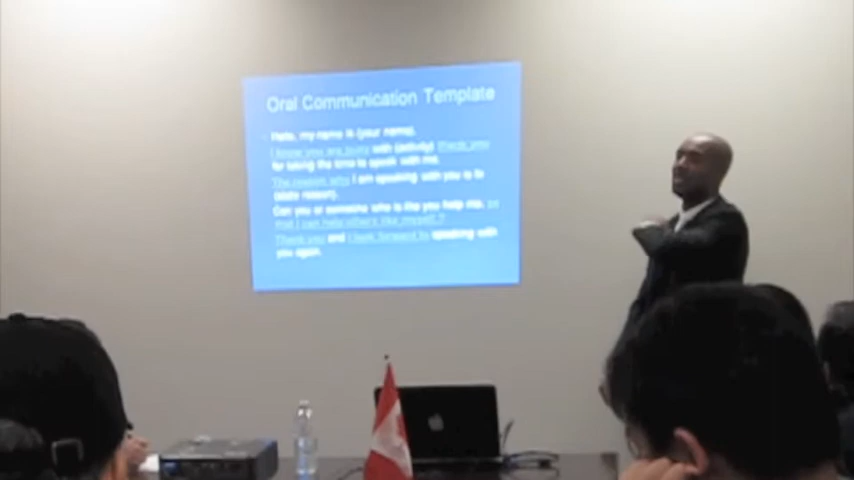 Oral Communication Template
Hello, my name is (your name).
I know you are busy with (activity) thank you
for taking the time to speak with me.
The reason why I am speaking with you is to
(state reason).
Can you or someone who is like you help me, so
that I can help others like myself ?
Thank you and I look forward to speaking with
you again.